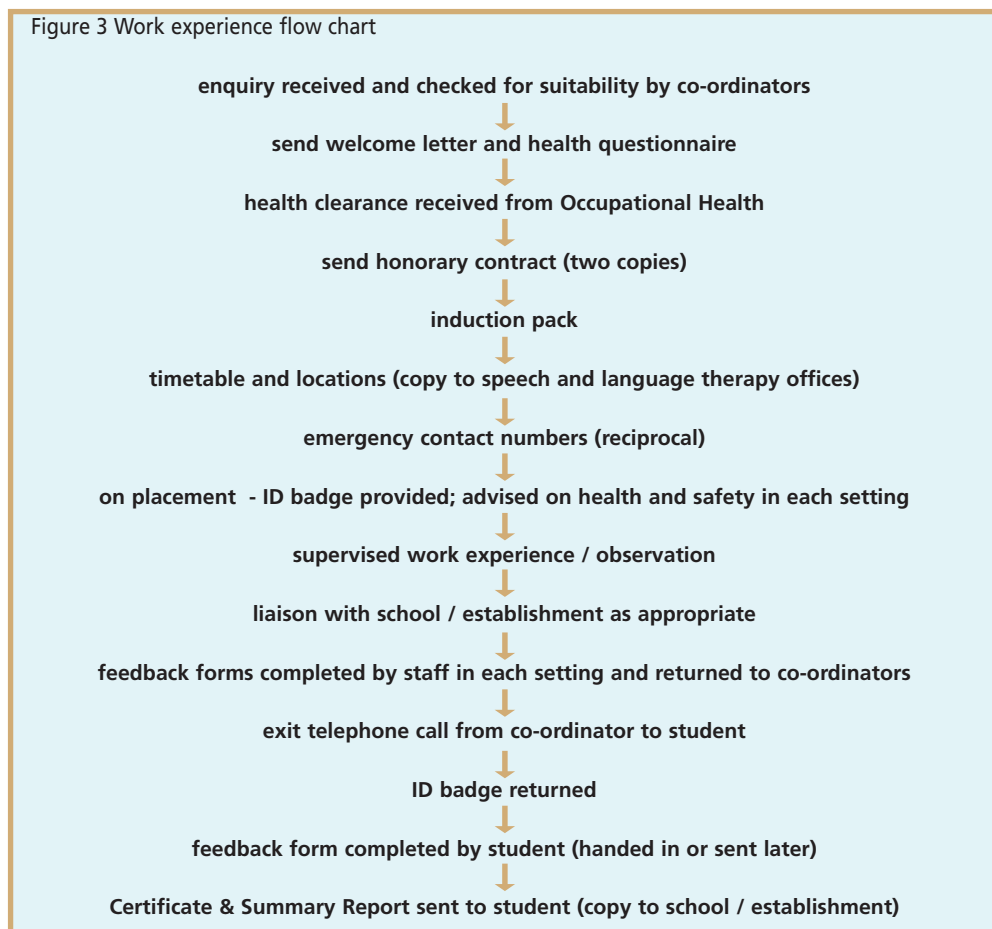 Figure 3 Work experience flow chart
enquiry received and checked for suitability by co-ordinators
send welcome letter and health questionnaire
health clearance received from Occupational Health
send honorary contract (two copies)
induction pack
timetable and locations (copy to speech and language therapy offices)
emergency contact numbers (reciprocal)
on placement  - ID badge provided; advised on health and safety in each setting
supervised work experience / observation
liaison with school / establishment as appropriate
feedback forms completed by staff in each setting and returned to co-ordinators
exit telephone call from co-ordinator to student
ID badge returned
feedback form completed by student (handed in or sent later)
Certificate & Summary Report sent to student (copy to school / establishment)